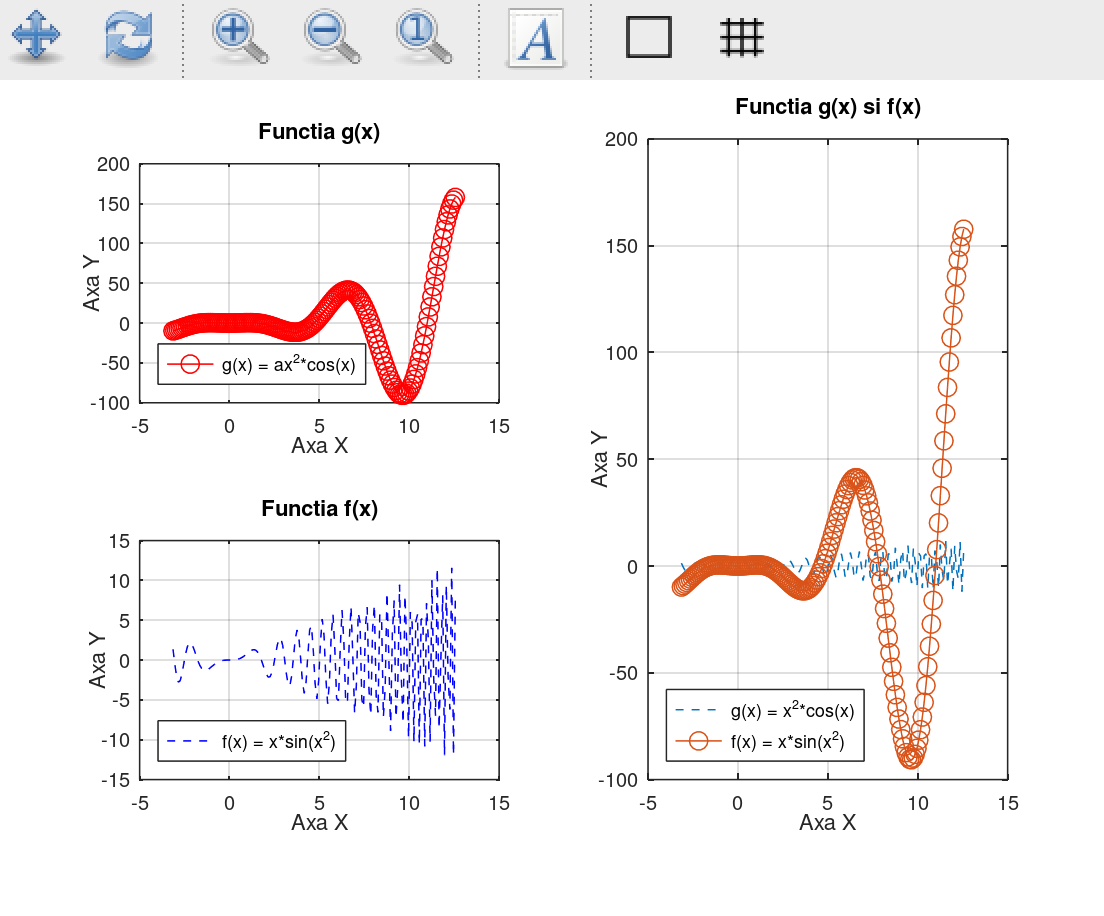 1
A
Functia g(x)
200
150
100
50
0
-50
-100
Axa Y
g(x) = ax²*cos(x)
-5 0 5 10 15
Axa X
Functia f(x)
15
10
5
0
-5
-10
-15
Axa Y
f(x) = x*sin(x²)
-5 0 5 10 15
Axa X
Functia g(x) si f(x)
200
150
100
50
0
-50
-100
Axa Y
g(x) = x²*cos(x)
f(x) = x*sin(x²)
-5 0 5 10 15
Axa X